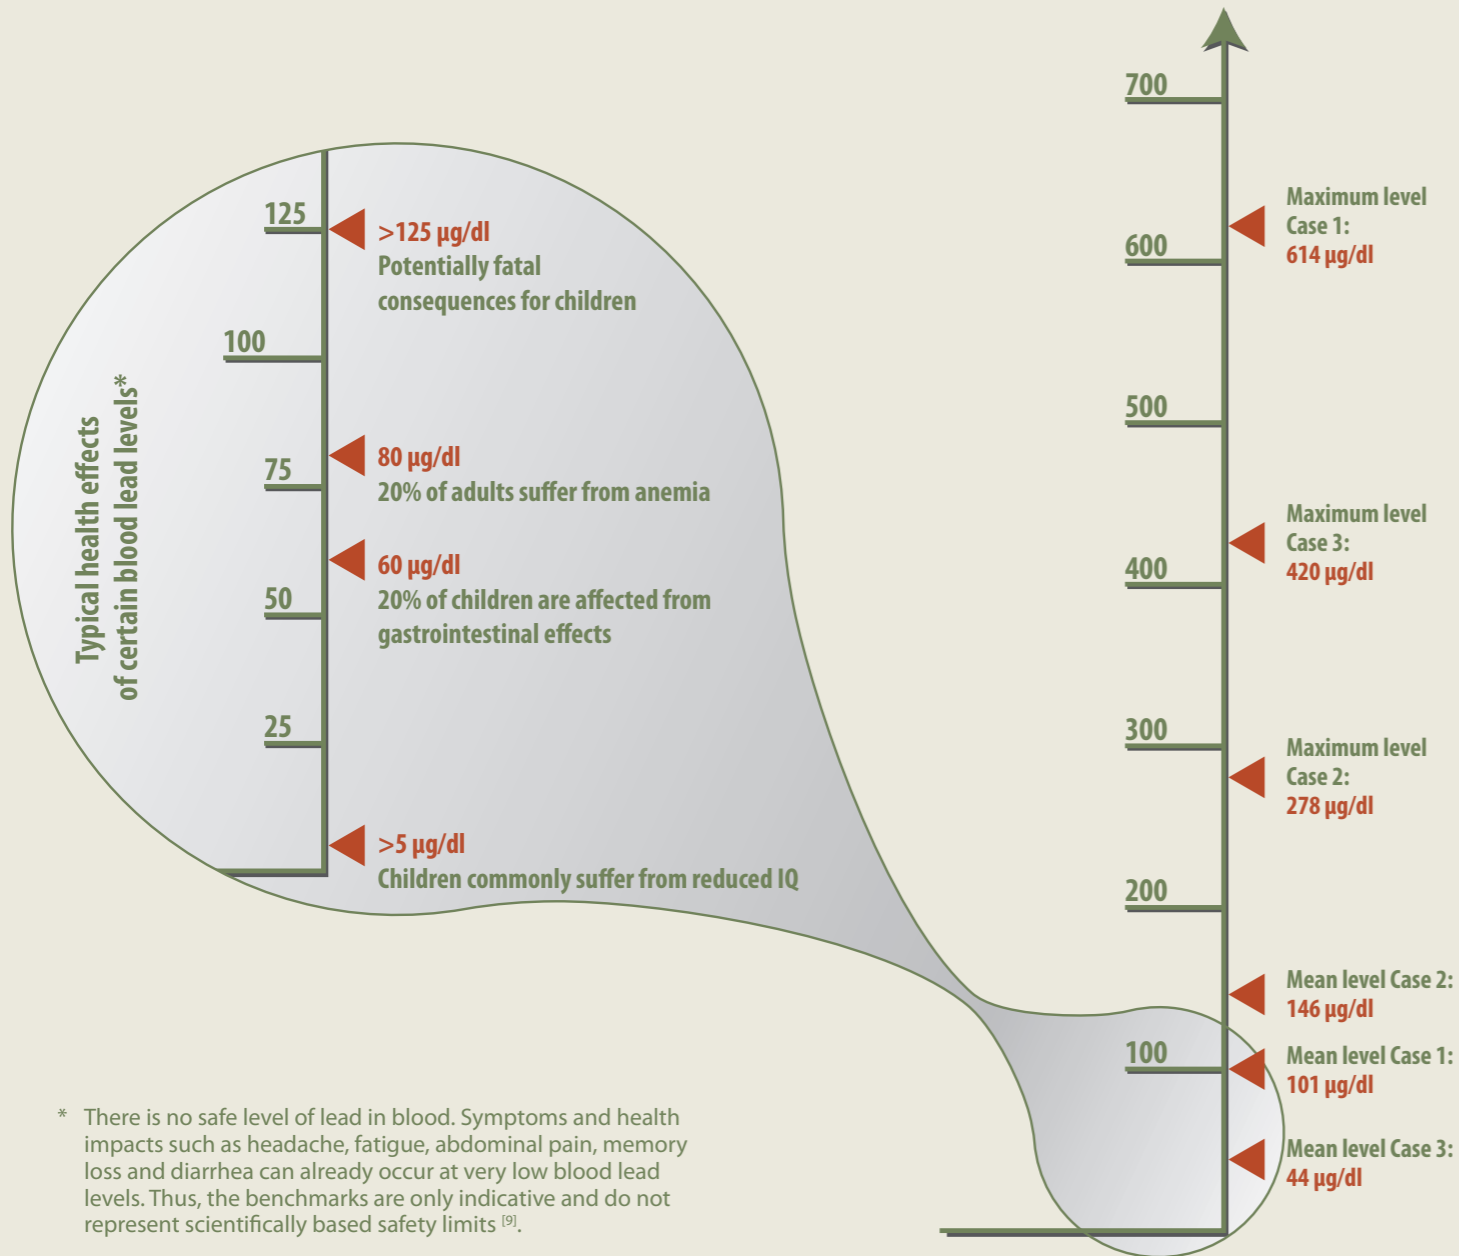 125
>125 µg/dl
Potentially fatal
consequences for children
100
Typical health effects
of certain blood lead levels*
80 µg/dl
20% of adults suffer from anemia
75
60 µg/dl
20% of children are affected from
gastrointestinal effects
50
25
>5 µg/dl
Children commonly suffer from reduced IQ
* There is no safe level of lead in blood. Symptoms and health
impacts such as headache, fatigue, abdominal pain, memory
loss and diarrhea can already occur at very low blood lead
levels. Thus, the benchmarks are only indicative and do not
represent scientifically based safety limits [9].
700
Maximum level
Case 1:
614 µg/dl
600
500
Maximum level
Case 3:
420 µg/dl
400
300
Maximum level
Case 2:
278 µg/dl
200
Mean level Case 2:
146 µg/dl
100
Mean level Case 1:
101 µg/dl
Mean level Case 3:
44 µg/dl